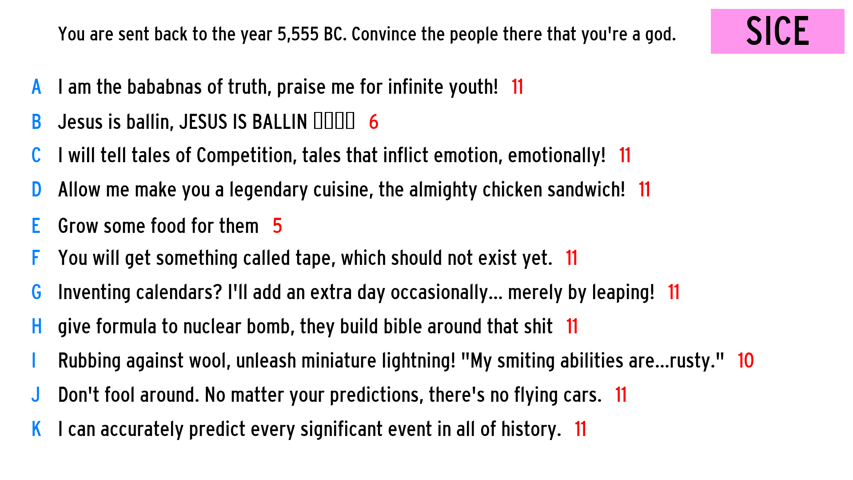 You are sent back to the year 5,555 BC. Convince the people there that you're a god.
SICE
A I am the bababnas of truth, praise me for infinite youth! 11
B Jesus is ballin, JESUS IS BALLIN 6
C I will tell tales of Competition, tales that inflict emotion, emotionally! 11
D Allow me make you a legendary cuisine, the almighty chicken sandwich! 11
E Grow some food for them 5
F You will get something called tape, which should not exist yet. 11
G Inventing calendars? I'll add an extra day occasionally... merely by leaping! 11
H give formula to nuclear bomb, they build bible around that shit 11
I Rubbing against wool, unleash miniature lightning! "My smiting abilities are...rusty." 10
J Don't fool around. No matter your predictions, there's no flying cars. 11
K I can accurately predict every significant event in all of history. 11